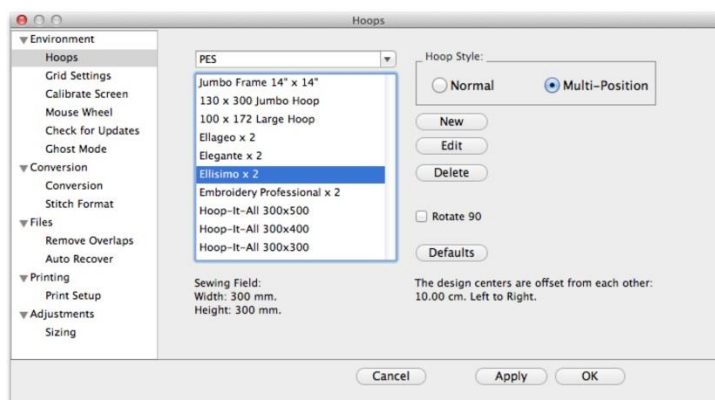 Hoops
Environment
Hoops
Grid Settings
Calibrate Screen
Mouse Wheel
Check for Updates
Ghost Mode
Conversion
Conversion
Stitch Format
Files
Remove Overlaps
Auto Recover
Printing
Print Setup
Adjustments
Sizing
PES
Jumbo Frame 14" x 14"
130 x 300 Jumbo Hoop
100 x 172 Large Hoop
Ellageo x 2
Elegante x 2
Ellisimo x 2
Embroidery Professional x 2
Hoop-It-All 300x500
Hoop-It-All 300x400
Hoop-It-All 300x300
Sewing Field:
Width: 300 mm.
Height: 300 mm.
Hoop Style:
Normal Multi-Position
New
Edit
Delete
Rotate 90
Defaults
The design centers are offset from each other:
10.00 cm. Left to Right.
Cancel Apply OK